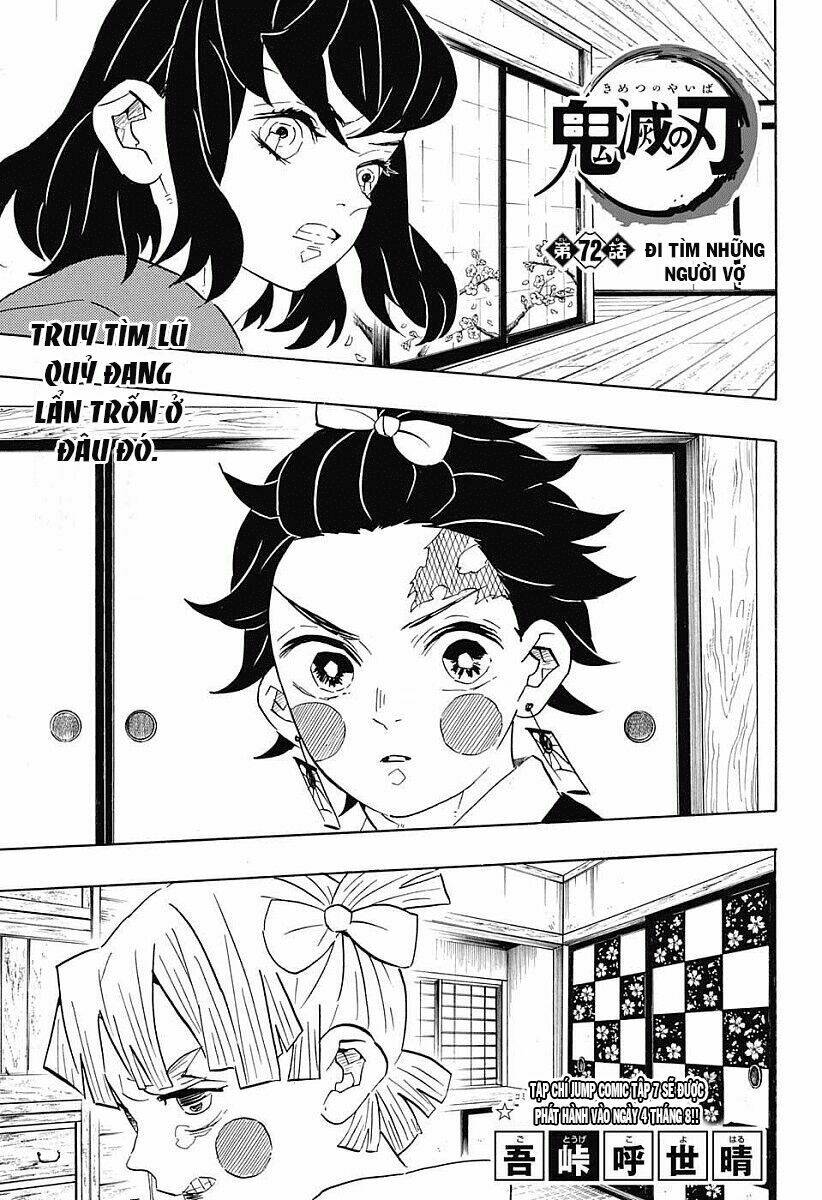 きめつのやいば
鬼滅の刃
第72話
ĐI TÌM NHỮNG
NGƯỜI VỢ
TRUY TÌM LŨ
QUỶ ĐANG
LẨN TRỐN Ở
ĐÂU ĐÓ.
TẠP CHÍ JUMP COMIC TẬP 7 SẼ ĐƯỢC
☆ PHÁT HÀNH VÀO NGÀY 4 THÁNG 8!!
ご とうげ こ よ はる
吾峠呼世晴